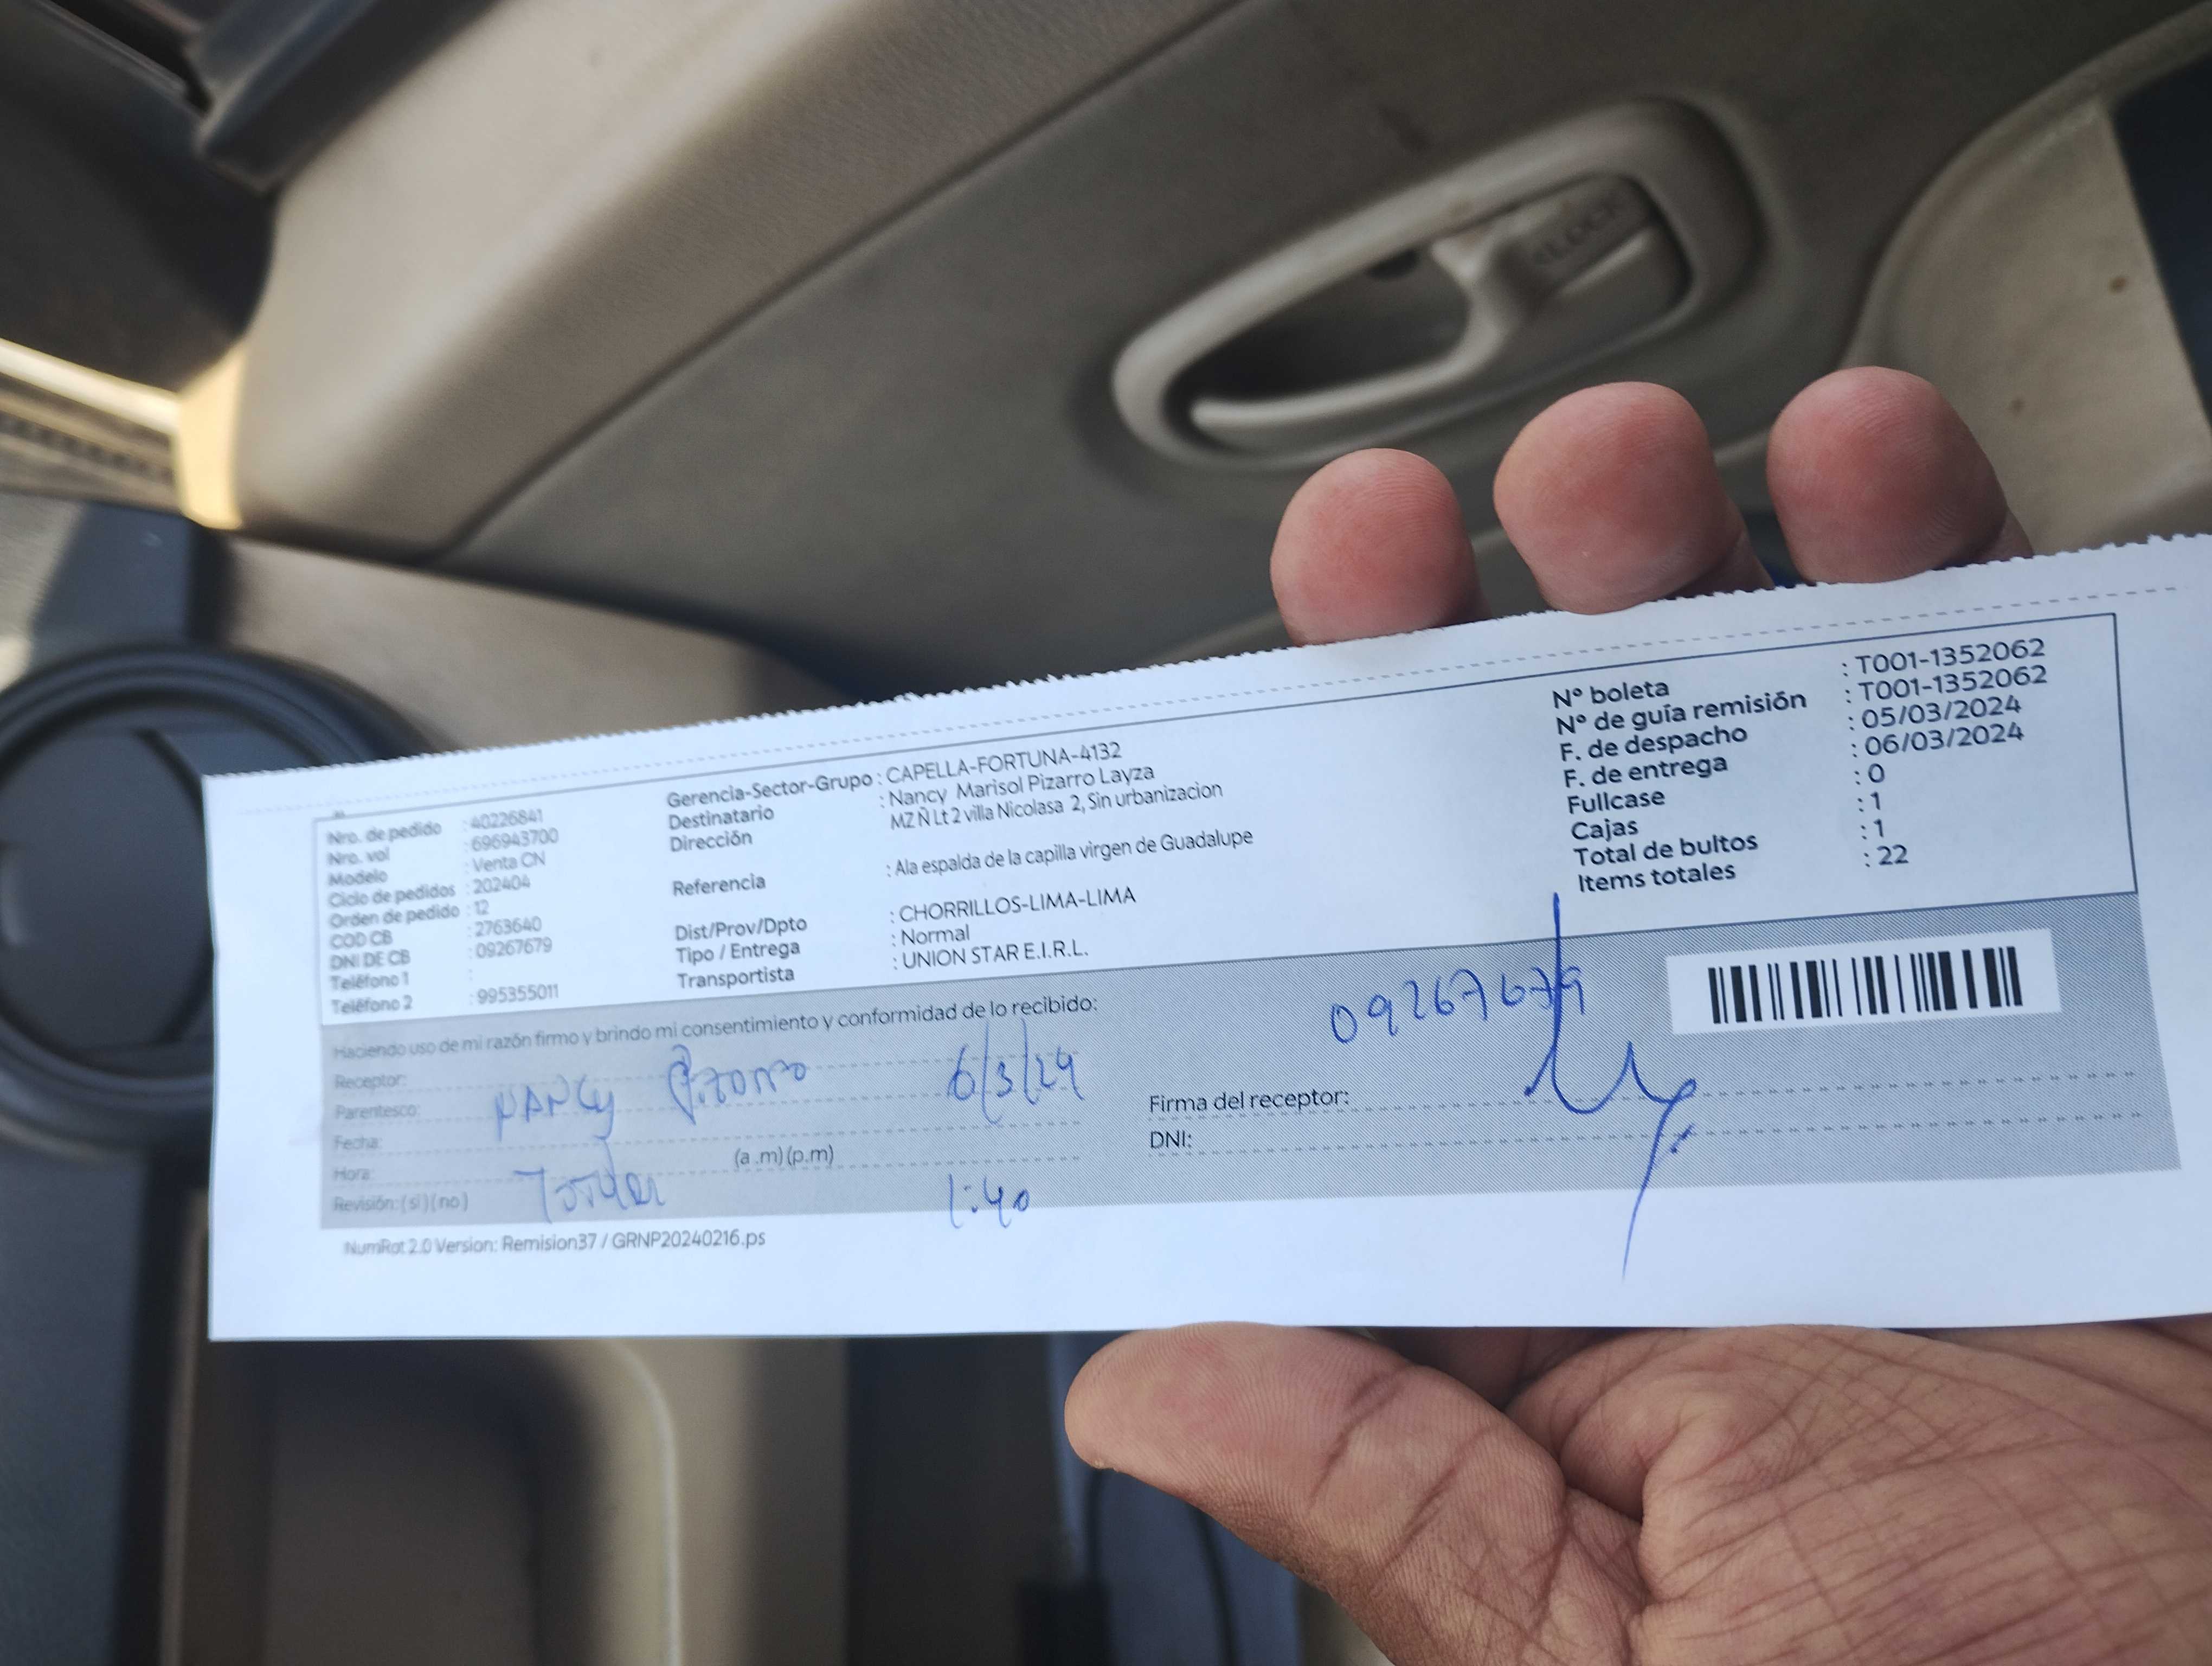 Nro. de pedido : 40226841
Nro. vol : 696943700
Modelo : Venta CN
Ciclo de pedidos : 202404
Orden de pedido : 12
COD CB : 2763640
DNI DE CB : 09267679
Teléfono 1 :
Teléfono 2 : 995355011
Gerencia-Sector-Grupo : CAPELLA-FORTUNA-4132
Destinatario : Nancy Marisol Pizarro Layza
Dirección MZ Ñ Lt 2 villa Nicolasa 2, Sin urbanizacion
Referencia : Ala espalda de la capilla virgen de Guadalupe
Dist/Prov/Dpto : CHORRILLOS-LIMA-LIMA
Tipo / Entrega : Normal
Transportista : UNION STAR E.I.R.L.
N° boleta : T001-1352062
N° de guía remisión : T001-1352062
F. de despacho : 05/03/2024
F. de entrega : 06/03/2024
Fullcase : 0
Cajas : 1
Total de bultos : 1
Items totales : 22
Haciendo uso de mi razón firmo y brindo mi consentimiento y conformidad de lo recibido:
Receptor:
Parentesco: NANCY Pizarro 6/3/24
Fecha:
Hora: (a .m) (p.m)
Revisión: ( si ) ( no ) 1:40
09267679
Firma del receptor:
DNI:
NumRot 2.0 Version: Remision37 / GRNP20240216.ps